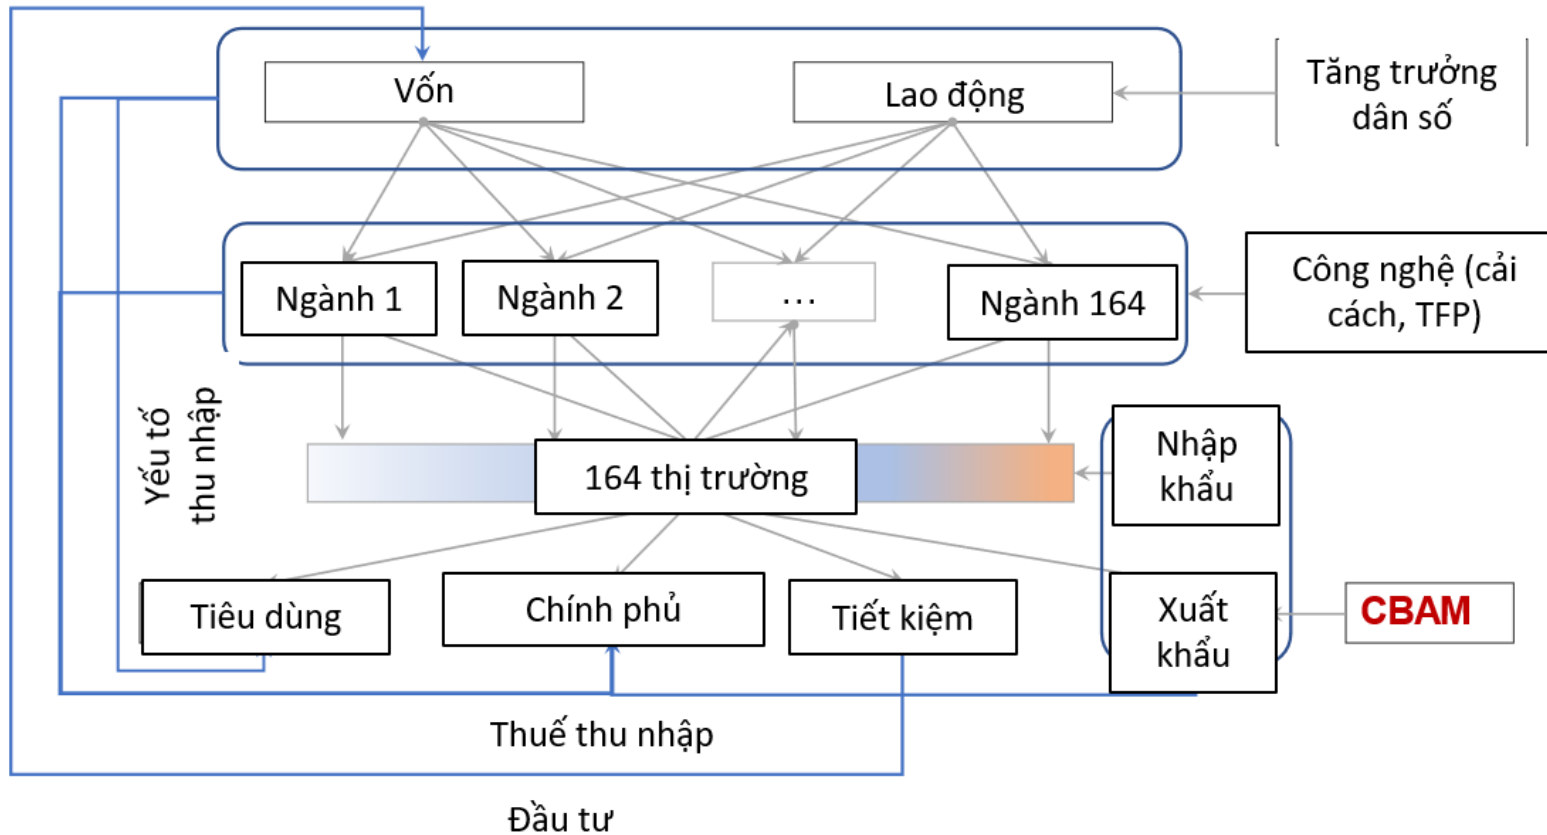 Vốn
Lao động
Tăng trưởng
dân số
Ngành 1
Ngành 2
...
Ngành 164
Công nghệ (cải
cách, TFP)
Yếu tố
thu nhập
164 thị trường
Nhập
khẩu
Tiêu dùng
Chính phủ
Tiết kiệm
Xuất
khẩu
CBAM
Thuế thu nhập
Đầu tư